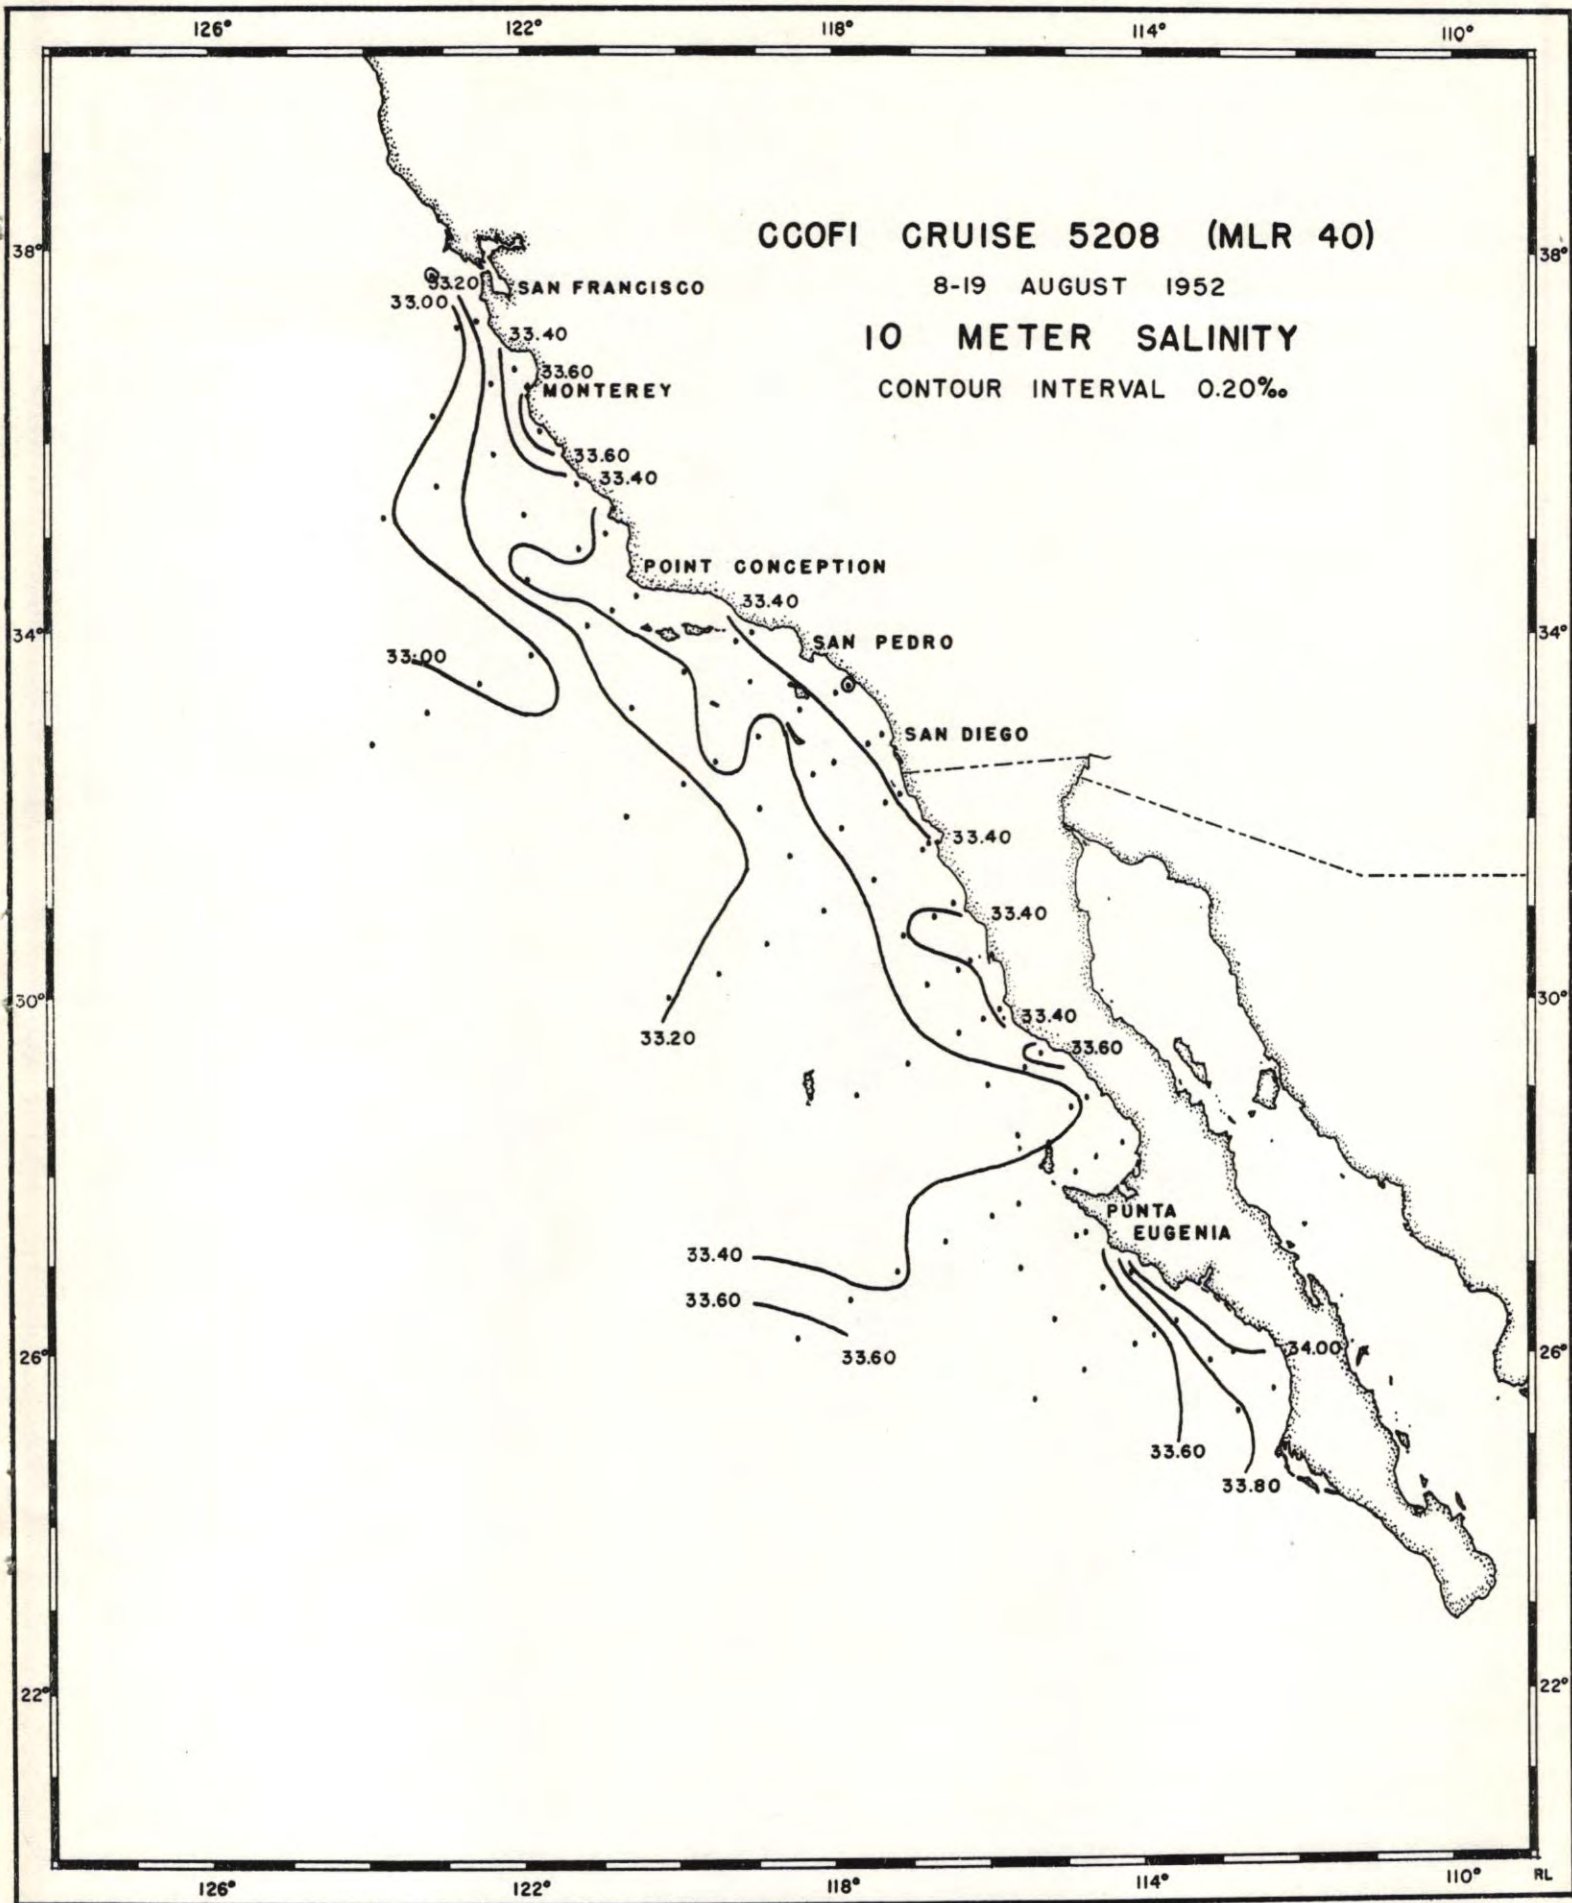 126° 122° 118° 114° 110°
CCOFI CRUISE 5208 (MLR 40)
38° 38°
8-19 AUGUST 1952
33.20 SAN FRANCISCO
33.00
10 METER SALINITY
33.40
33.60
MONTEREY
CONTOUR INTERVAL 0.20‰
33.60
33.40
POINT CONCEPTION
33.40
34° 34°
SAN PEDRO
33.00
SAN DIEGO
33.40
33.40
30° 30°
33.40
33.20
33.60
PUNTA
EUGENIA
33.40
33.60
34.00
26° 26°
33.60
33.60
33.80
22° 22°
126° 122° 118° 114° 110° RL